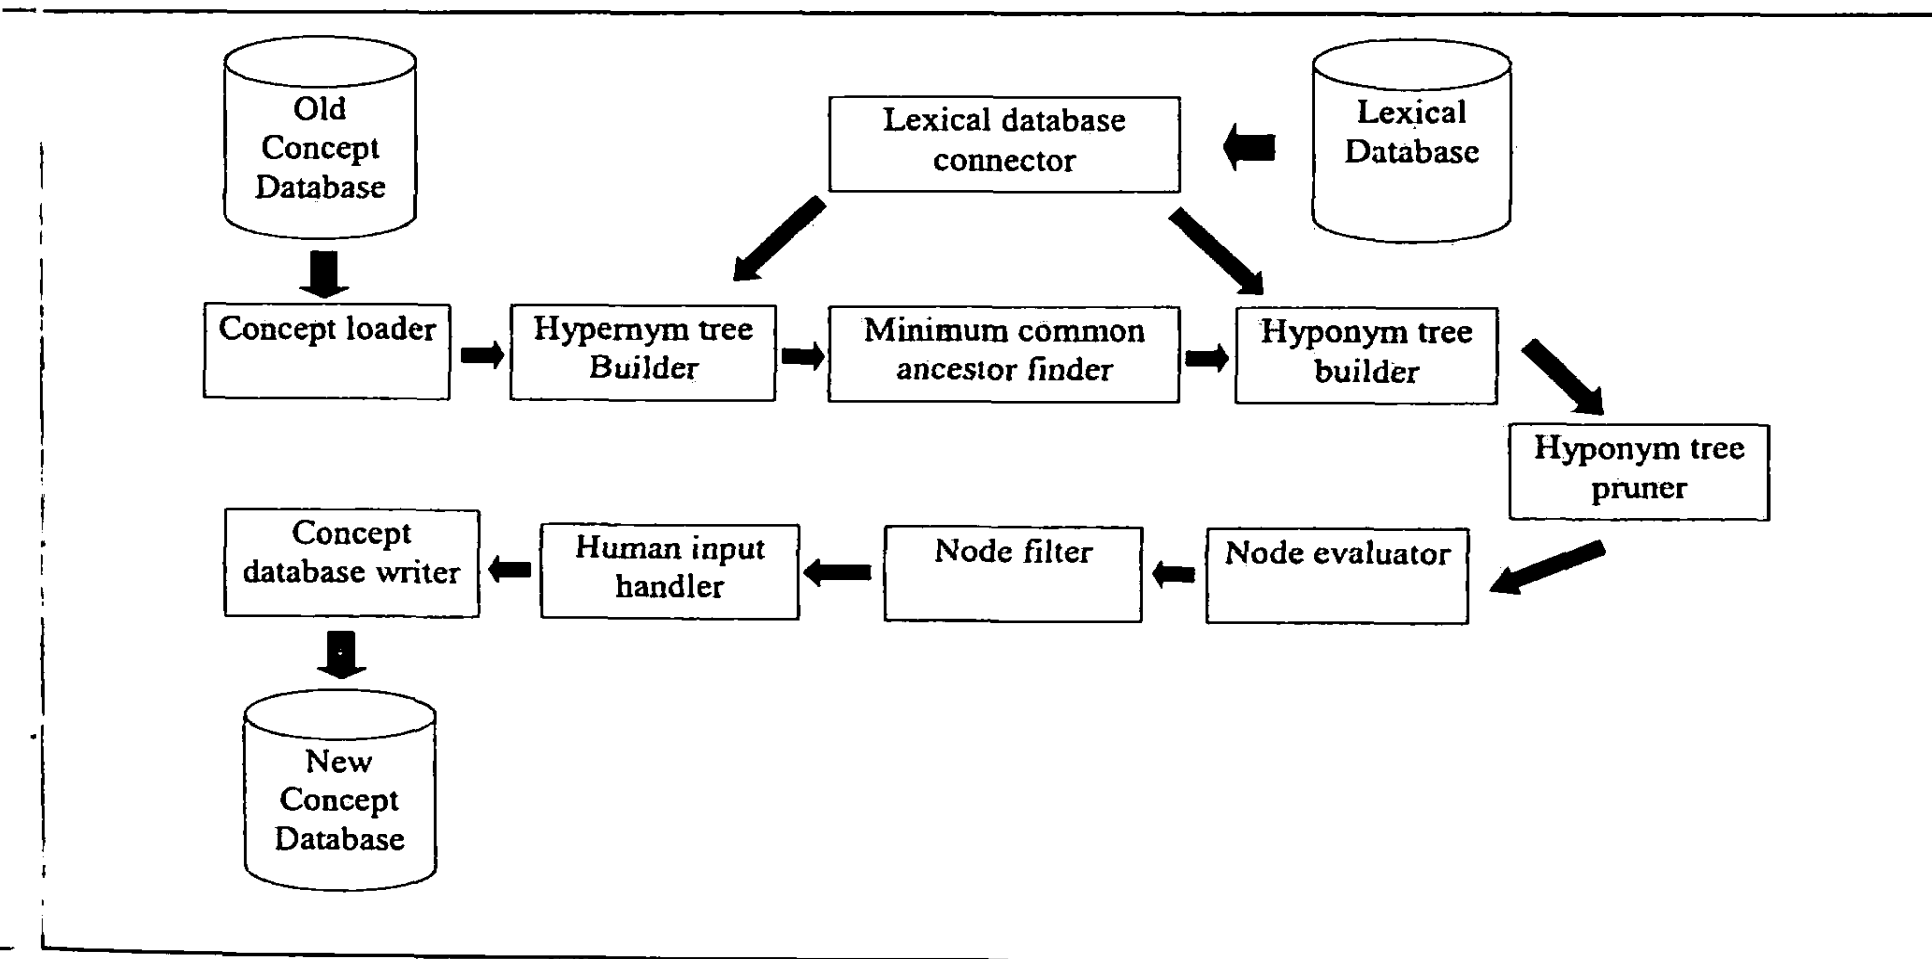 Old
Concept
Database
Lexical database
connector
Lexical
Database
Concept loader
Hypernym tree
Builder
Minimum common
ancestor finder
Hyponym tree
builder
Hyponym tree
pruner
Concept
database writer
Human input
handler
Node filter
Node evaluator
New
Concept
Database